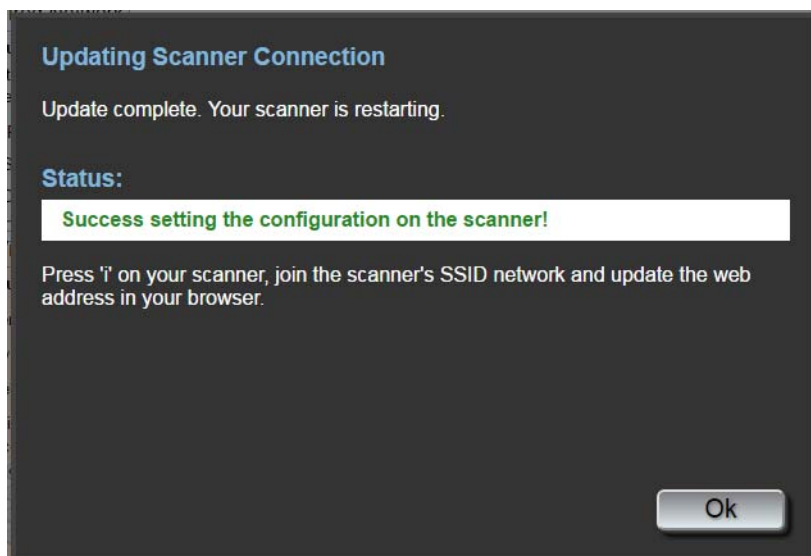 Updating Scanner Connection
Update complete. Your scanner is restarting.
Status:
Success setting the configuration on the scanner!
Press 'i' on your scanner, join the scanner's SSID network and update the web
address in your browser.
Ok